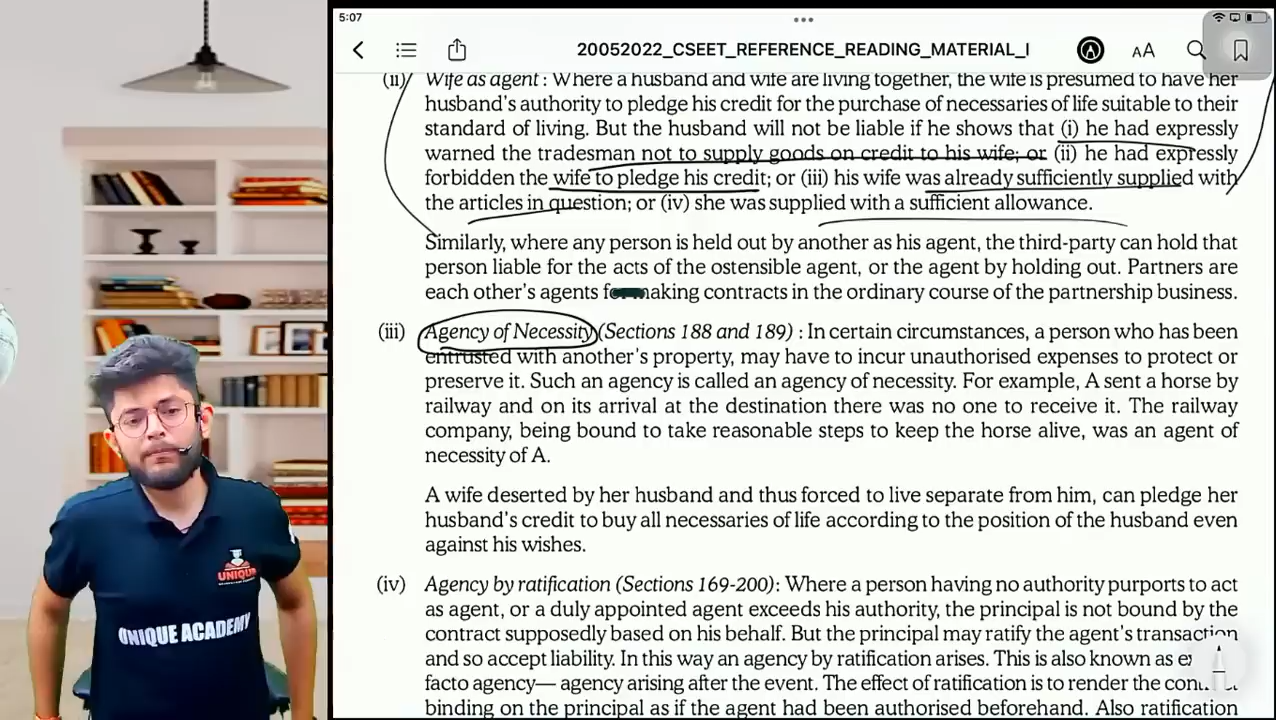 5:07
20052022_CSEET_REFERENCE_READING_MATERIAL_I
AA
(ii) Wife as agent : Where a husband and wife are living together, the wife is presumed to have her
husband's authority to pledge his credit for the purchase of necessaries of life suitable to their
standard of living. But the husband will not be liable if he shows that (i) he had expressly
warned the tradesman not to supply goods on credit to his wife; or (ii) he had expressly
forbidden the wife to pledge his credit; or (iii) his wife was already sufficiently supplied with
the articles in question; or (iv) she was supplied with a sufficient allowance.
Similarly, where any person is held out by another as his agent, the third-party can hold that
person liable for the acts of the ostensible agent, or the agent by holding out. Partners are
each other's agents for making contracts in the ordinary course of the partnership business.
(iii) Agency of Necessity (Sections 188 and 189) : In certain circumstances, a person who has been
entrusted with another's property, may have to incur unauthorised expenses to protect or
preserve it. Such an agency is called an agency of necessity. For example, A sent a horse by
railway and on its arrival at the destination there was no one to receive it. The railway
company, being bound to take reasonable steps to keep the horse alive, was an agent of
necessity of A.
A wife deserted by her husband and thus forced to live separate from him, can pledge her
husband's credit to buy all necessaries of life according to the position of the husband even
against his wishes.
(iv) Agency by ratification (Sections 169-200): Where a person having no authority purports to act
as agent, or a duly appointed agent exceeds his authority, the principal is not bound by the
contract supposedly based on his behalf. But the principal may ratify the agent's transaction
and so accept liability. In this way an agency by ratification arises. This is also known as
facto agency— agency arising after the event. The effect of ratification is to render the
binding on the principal as if the agent had been authorised beforehand. Also ratification
UNIQUE
UNIQUE ACADEMY